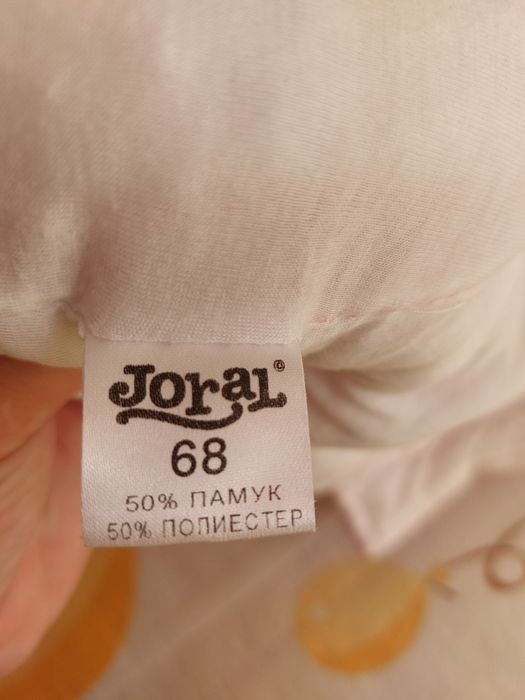 Joral®
68
50% ПАМУК
50% ПОЛИЕСТЕР